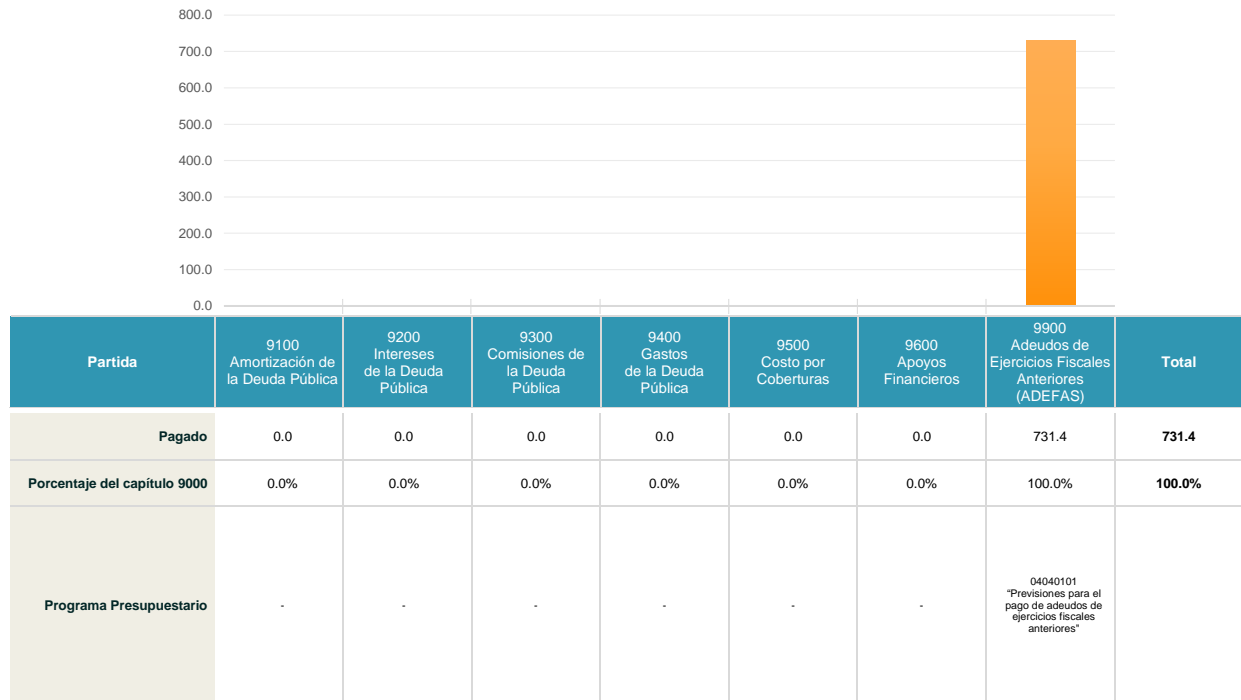 800.0
700.0
600.0
500.0
400.0
300.0
200.0
100.0
0.0
Partida
9100
Amortización de
la Deuda Pública
9200
Intereses
de la Deuda
Pública
9300
Comisiones de
la Deuda
Pública
9400
Gastos
de la Deuda
Pública
9500
Costo por
Coberturas
9600
Apoyos
Financieros
9900
Adeudos de
Ejercicios Fiscales
Anteriores
(ADEFAS)
Total
Pagado
0.0
0.0
0.0
0.0
0.0
0.0
731.4
731.4
Porcentaje del capítulo 9000
0.0%
0.0%
0.0%
0.0%
0.0%
0.0%
100.0%
100.0%
Programa Presupuestario
-
-
-
-
-
-
04040101
"Previsiones para el
pago de adeudos de
ejercicios fiscales
anteriores"